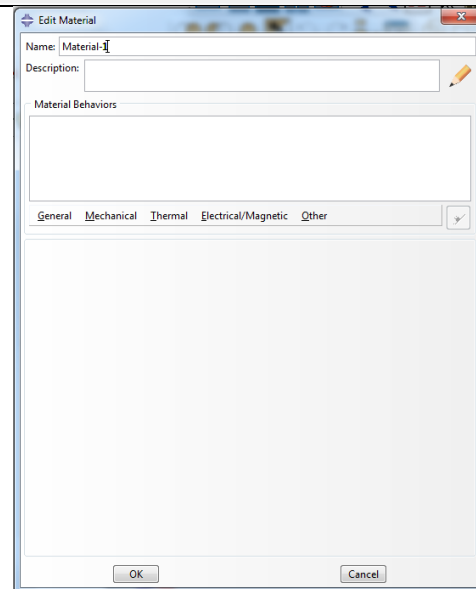 Edit Material
Name: Material-1
Description:
Material Behaviors
General Mechanical Thermal Electrical/Magnetic Other
OK Cancel